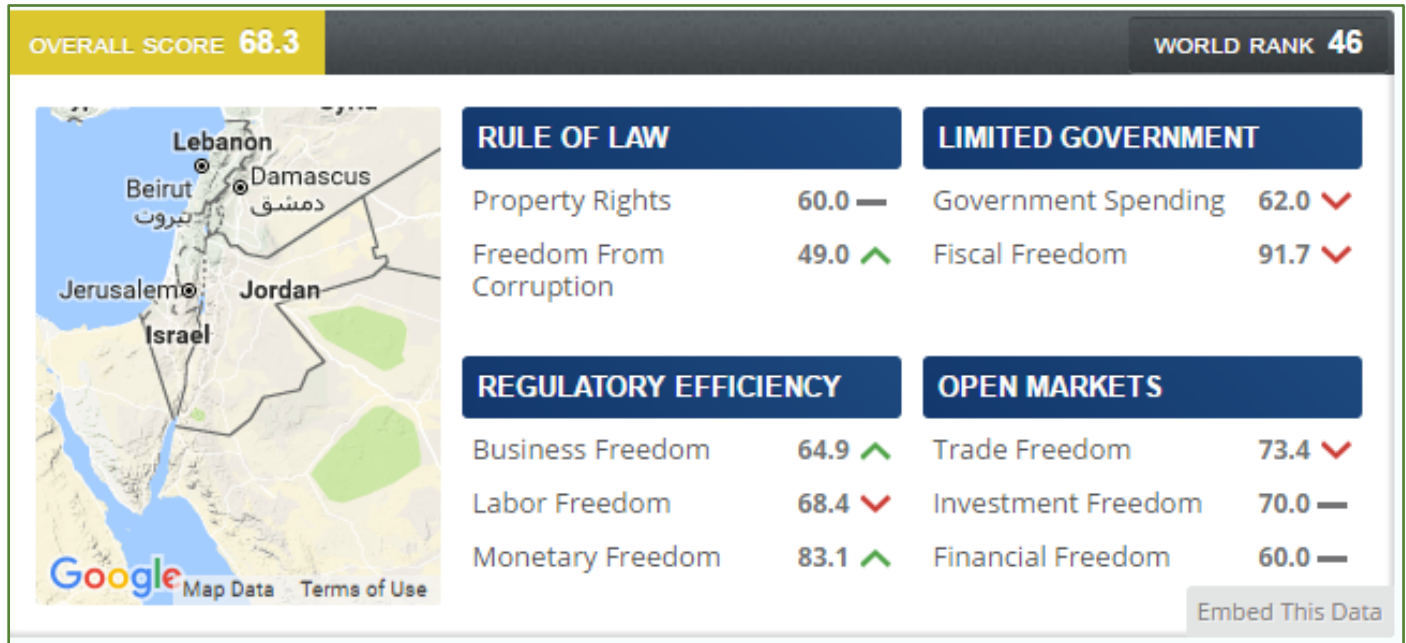 OVERALL SCORE 68.3
WORLD RANK 46
Lebanon
Beirut
بيروت
Damascus
دمشق
Jerusalem
Jordan
Israel
Google
Map Data
Terms of Use
RULE OF LAW
Property Rights 60.0
Freedom From
Corruption
49.0
LIMITED GOVERNMENT
Government Spending 62.0
Fiscal Freedom 91.7
REGULATORY EFFICIENCY
Business Freedom 64.9
Labor Freedom 68.4
Monetary Freedom 83.1
OPEN MARKETS
Trade Freedom 73.4
Investment Freedom 70.0
Financial Freedom 60.0
Embed This Data